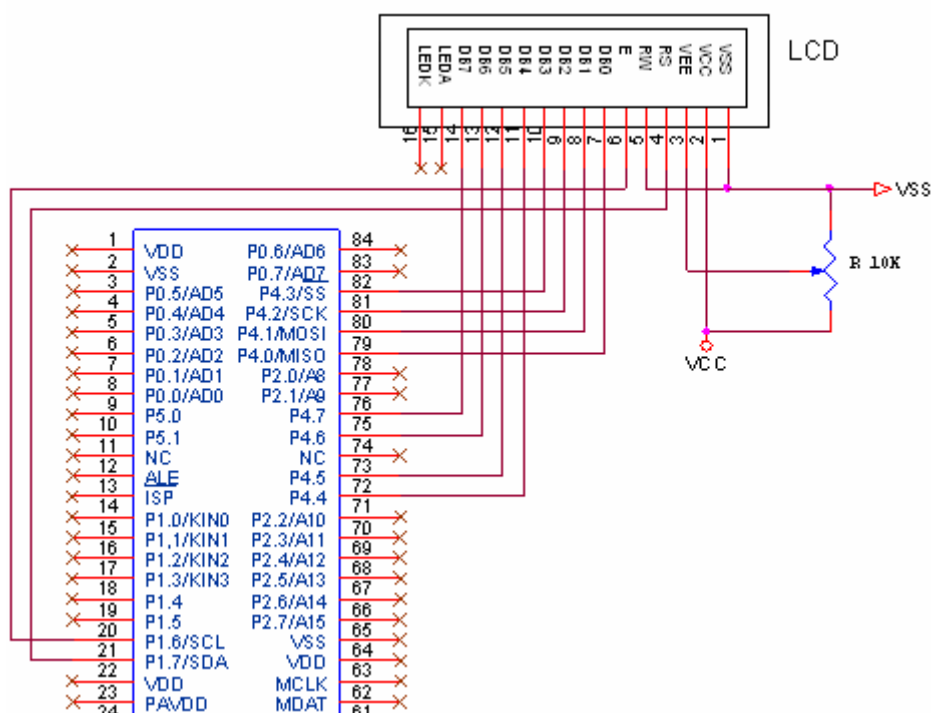 LCD
LEDK LEDA DB7 DB6 DB5 DB4 DB3 DB2 DB1 DB0 E RW RS VEE VCC VSS
16 15 14 13 12 11 10 9 8 7 6 5 4 3 2 1
VSS
R 10K
VCC
1 VDD P0.6/AD6 84
2 VSS P0.7/AD7 83
3 P0.5/AD5 P4.3/SS 82
4 P0.4/AD4 P4.2/SCK 81
5 P0.3/AD3 P4.1/MOSI 80
6 P0.2/AD2 P4.0/MISO 79
7 P0.1/AD1 P2.0/A8 78
8 P0.0/AD0 P2.1/A9 77
9 P5.0 P4.7 76
10 P5.1 P4.6 75
11 NC NC 74
12 ALE P4.5 73
13 ISP P4.4 72
14 P1.0/KIN0 P2.2/A10 71
15 P1,1/KIN1 P2.3/A11 70
16 P1.2/KIN2 P2.4/A12 69
17 P1.3/KIN3 P2.5/A13 68
18 P1.4 P2.6/A14 67
19 P1.5 P2.7/A15 66
20 P1.6/SCL VSS 65
21 P1.7/SDA VDD 64
22 VDD MCLK 63
23 PAVDD MDAT 62
24 61